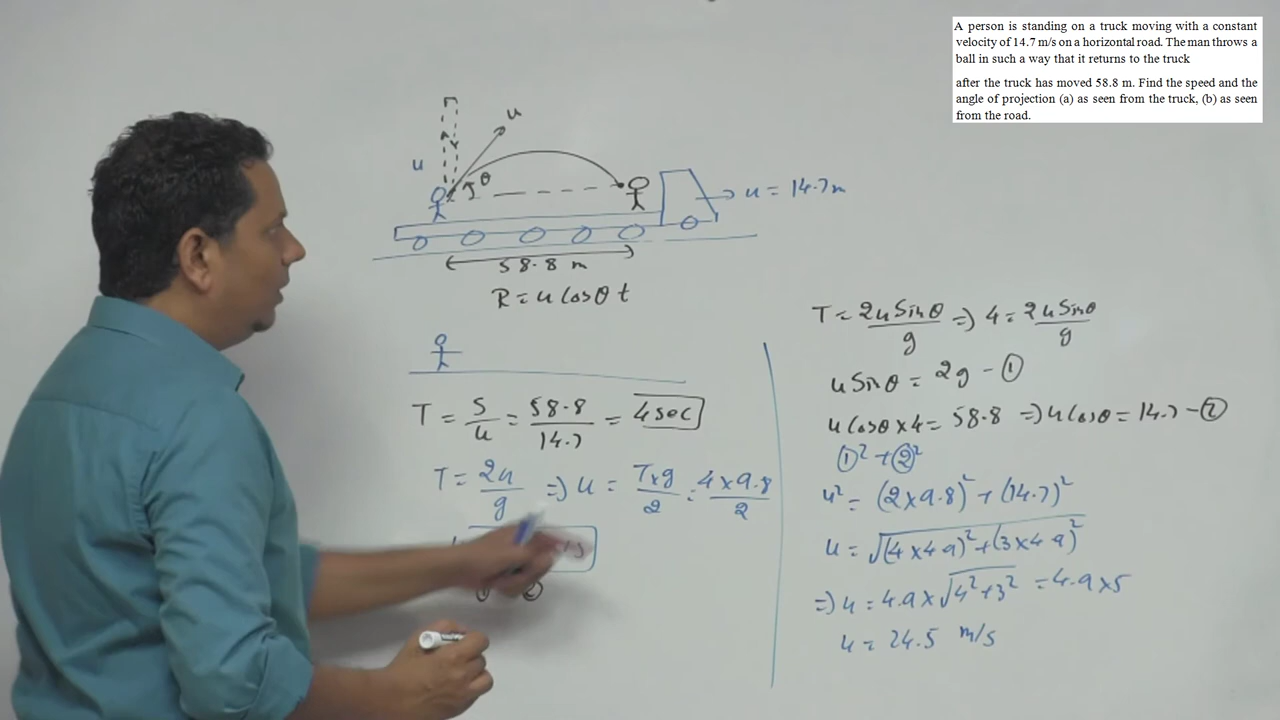 A person is standing on a truck moving with a constant
velocity of 14.7 m/s on a horizontal road. The man throws a
ball in such a way that it returns to the truck
after the truck has moved 58.8 m. Find the speed and the
angle of projection (a) as seen from the truck, (b) as seen
from the road.
u
u
θ
u = 14.7m
58.8 m
R = u Cosθ t
T = S/u = 58.8/14.7 = 4 sec
T = 2u/g => u = T×g/2 = 4×9.8/2
T = 2u Sinθ/g => 4 = 2u Sinθ/g
u Sinθ = 2g - ①
u Cosθ × 4 = 58.8 => u Cosθ = 14.7 - ②
①² + ②²
u² = (2×9.8)² + (14.7)²
u = √(4×4.9)² + (3×4.9)²
=> u = 4.9 × √4² + 3² = 4.9×5
u = 24.5 m/s